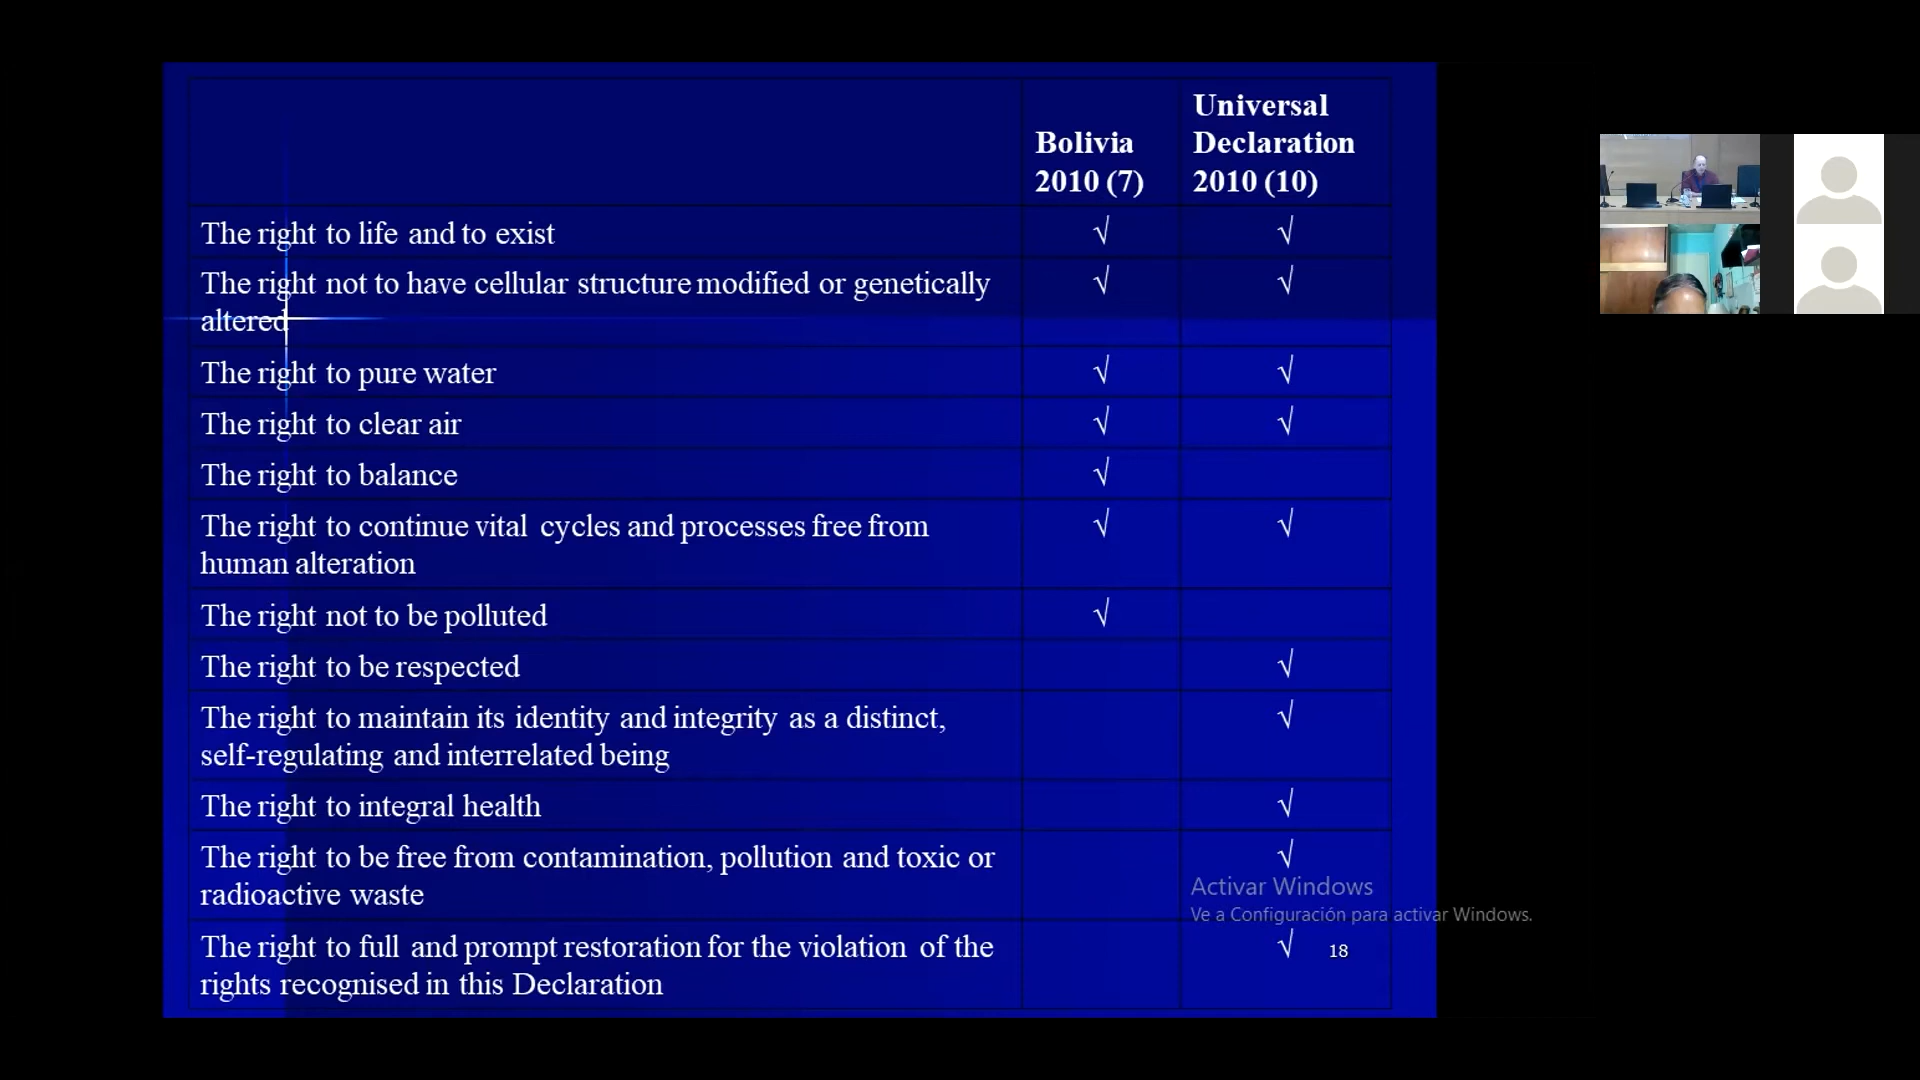 Universal
Bolivia Declaration
2010 (7) 2010 (10)
The right to life and to exist √ √
The right not to have cellular structure modified or genetically √ √
altered
The right to pure water √ √
The right to clear air √ √
The right to balance √
The right to continue vital cycles and processes free from √ √
human alteration
The right not to be polluted √
The right to be respected √
The right to maintain its identity and integrity as a distinct, √
self-regulating and interrelated being
The right to integral health √
The right to be free from contamination, pollution and toxic or √
radioactive waste
Activar Windows
Ve a Configuración para activar Windows.
The right to full and prompt restoration for the violation of the √ 18
rights recognised in this Declaration